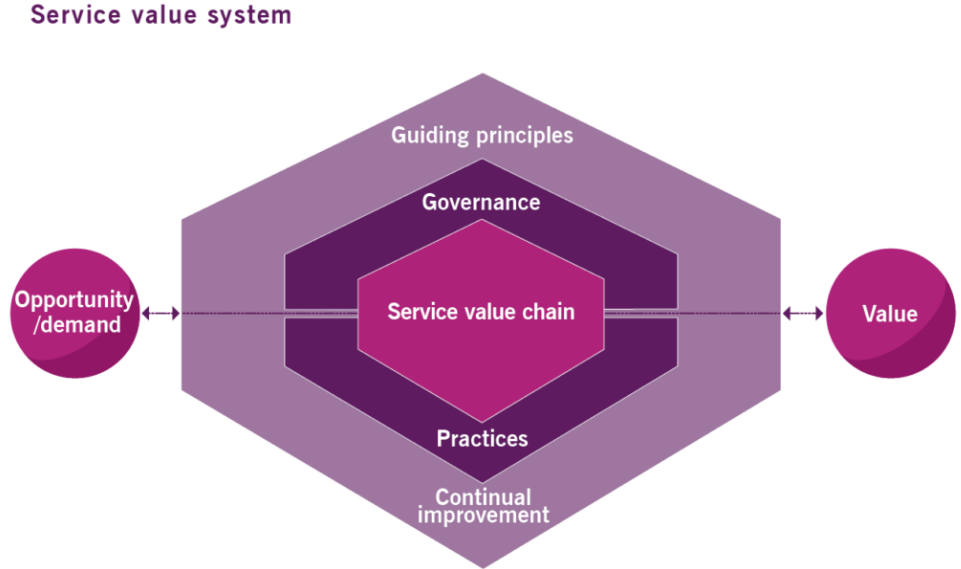 Service value system
Guiding principles
Governance
Opportunity
/demand
Service value chain
Value
Practices
Continual
improvement